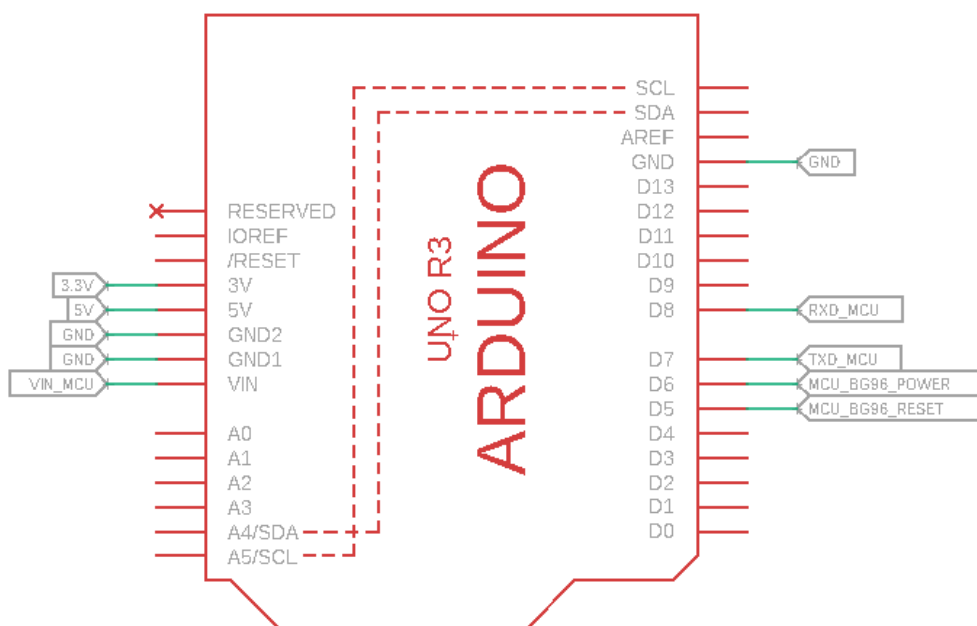 SCL
SDA
AREF
GND GND
D13
RESERVED D12
IOREF D11
/RESET D10
3.3V 3V D9
5V 5V D8 RXD_MCU
GND GND2
GND GND1 D7 TXD_MCU
VIN_MCU VIN D6 MCU_BG96_POWER
D5 MCU_BG96_RESET
A0 D4
A1 D3
A2 D2
A3 D1
A4/SDA D0
A5/SCL
UNO R3
ARDUINO